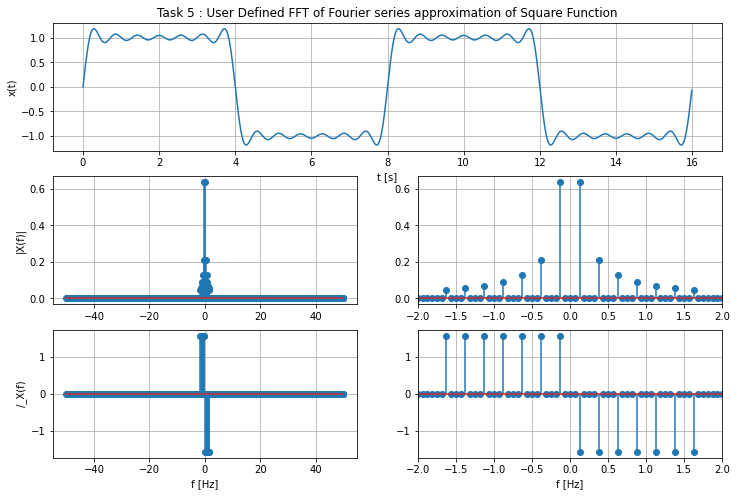 Task 5 : User Defined FFT of Fourier series approximation of Square Function
x(t)
1.0
0.5
0.0
−0.5
−1.0
0 2 4 6 8 10 12 14 16
t [s]
|X(f)|
0.6
0.4
0.2
0.0
−40 −20 0 20 40
0.6
0.4
0.2
0.0
−2.0 −1.5 −1.0 −0.5 0.0 0.5 1.0 1.5 2.0
/_X(f)
1
0
−1
−40 −20 0 20 40
f [Hz]
1
0
−1
−2.0 −1.5 −1.0 −0.5 0.0 0.5 1.0 1.5 2.0
f [Hz]